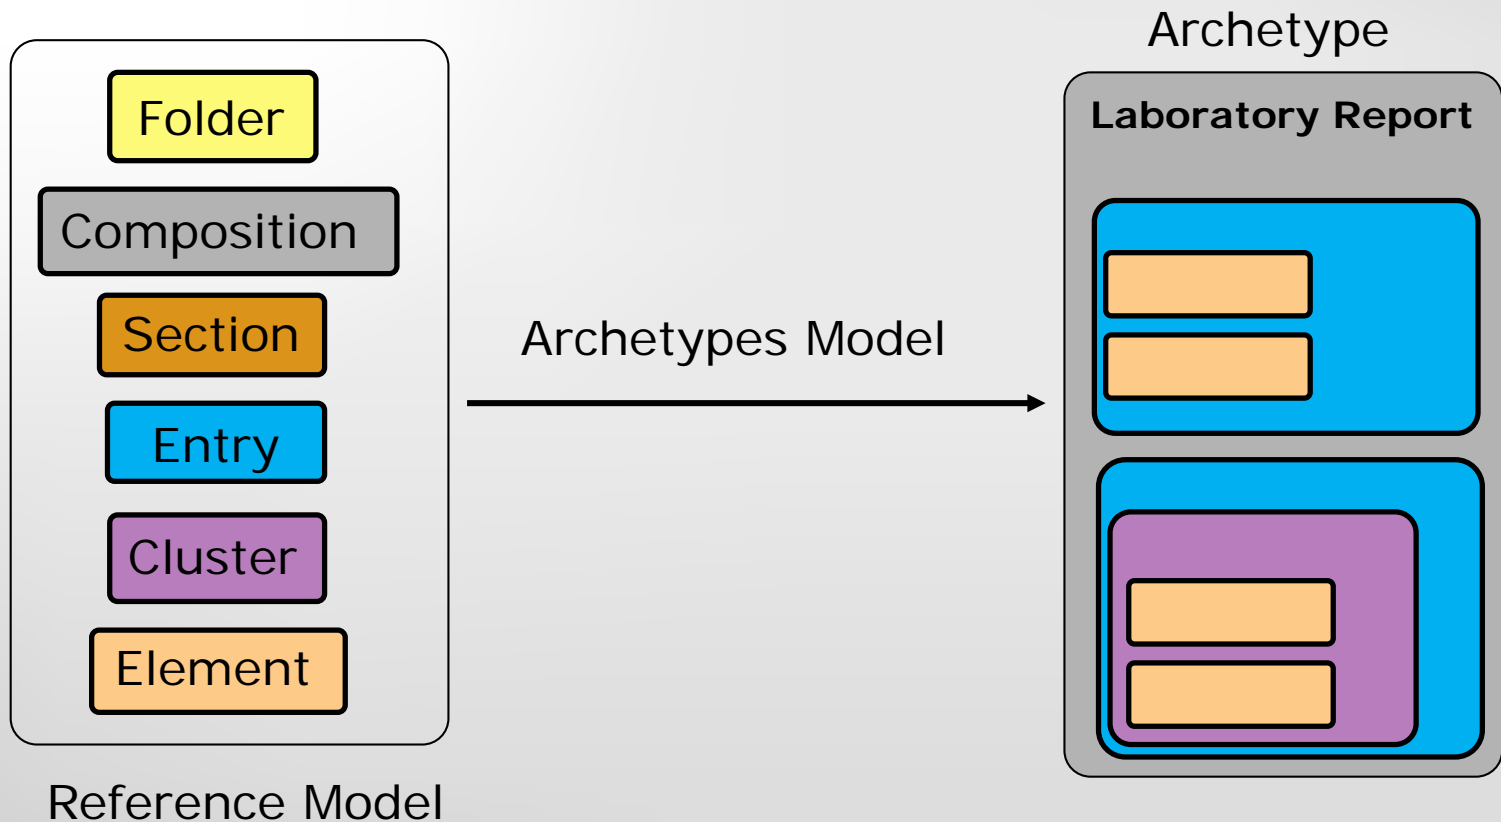 Folder
Composition
Section
Entry
Cluster
Element
Reference Model
Archetypes Model
Archetype
Laboratory Report